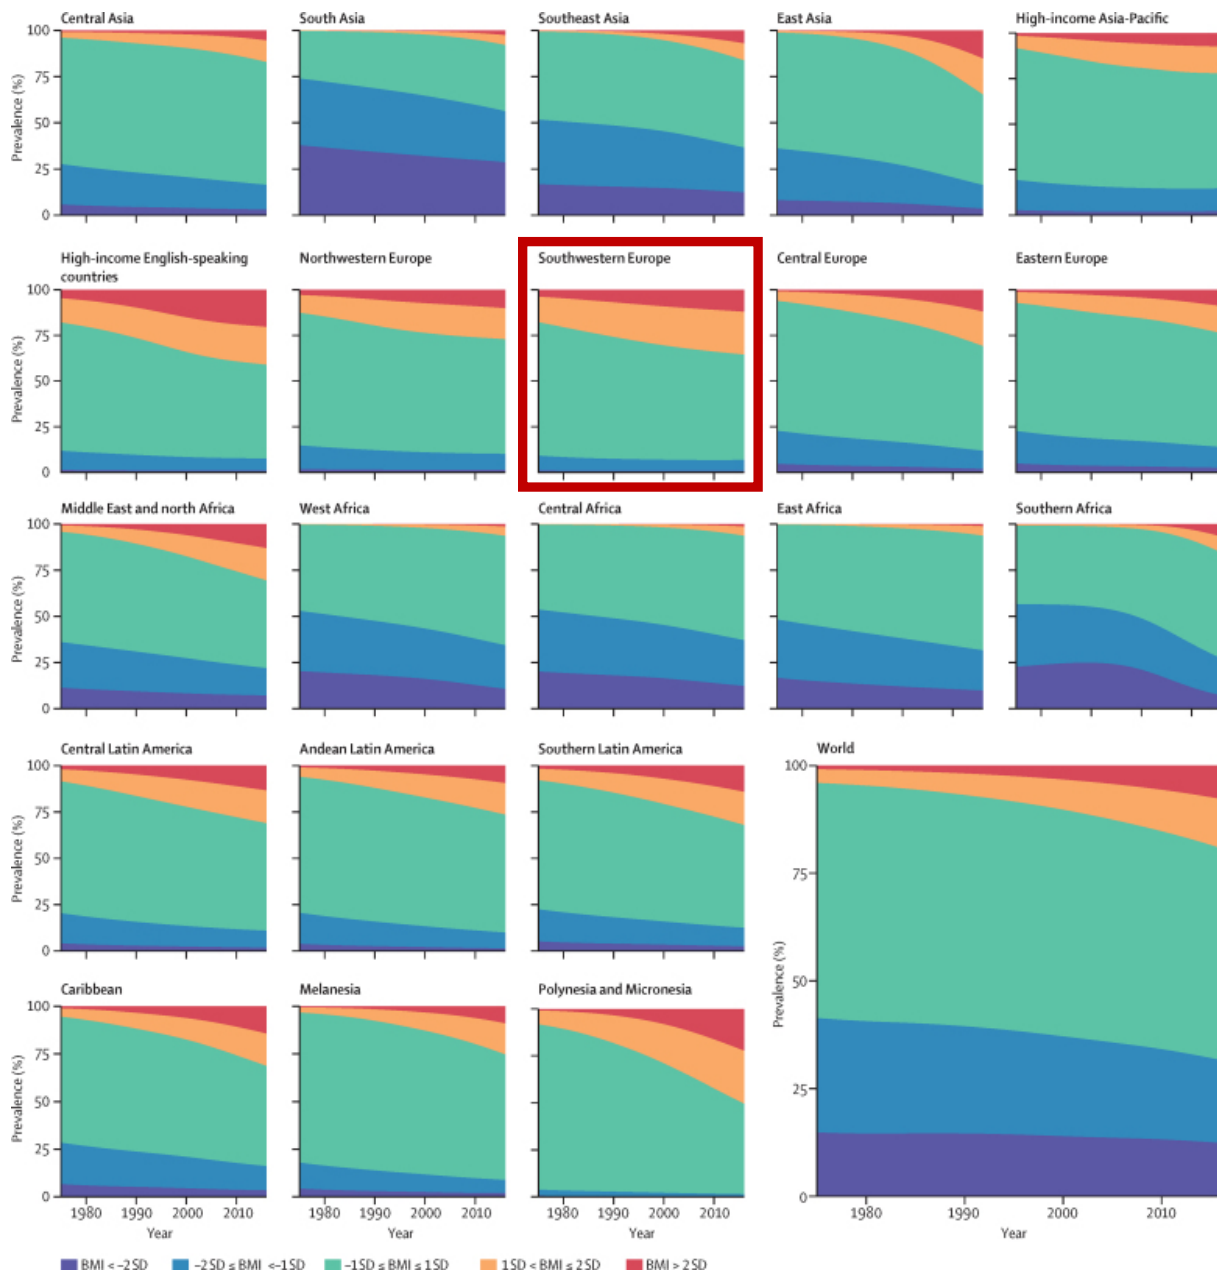 Central Asia South Asia Southeast Asia East Asia High-income Asia-Pacific
100
75
50
25
0
Prevalence (%)
High-income English-speaking countries Northwestern Europe Southwestern Europe Central Europe Eastern Europe
100
75
50
25
0
Prevalence (%)
Middle East and north Africa West Africa Central Africa East Africa Southern Africa
100
75
50
25
0
Prevalence (%)
Central Latin America Andean Latin America Southern Latin America World
100
75
50
25
0
Prevalence (%)
100
75
50
25
0
Prevalence (%)
Caribbean Melanesia Polynesia and Micronesia
100
75
50
25
0
Prevalence (%)
1980 1990 2000 2010 1980 1990 2000 2010 1980 1990 2000 2010 1980 1990 2000 2010
Year Year Year Year
BMI <−2SD −2SD ≤ BMI <−1SD −1SD ≤ BMI ≤ 1SD 1SD < BMI ≤ 2SD BMI > 2SD